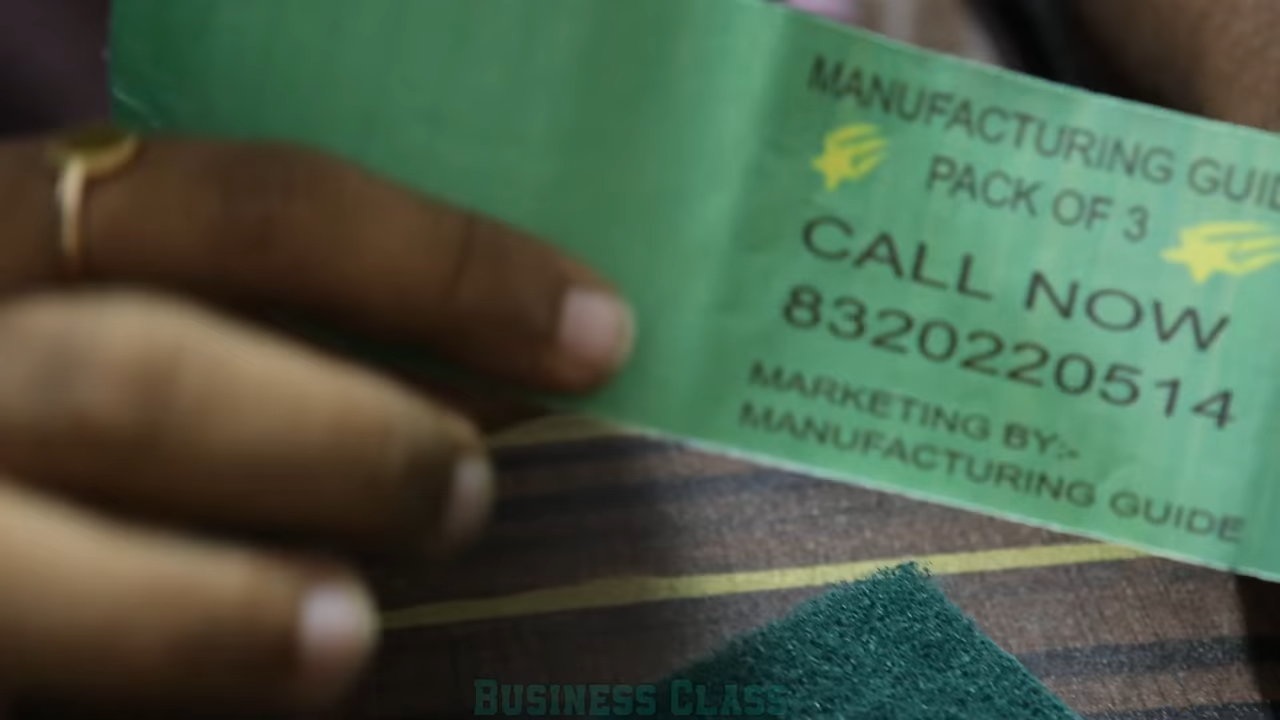 MANUFACTURING GUID
PACK OF 3
CALL NOW
8320220514
MARKETING BY:-
MANUFACTURING GUIDE
BUSINESS CLASS